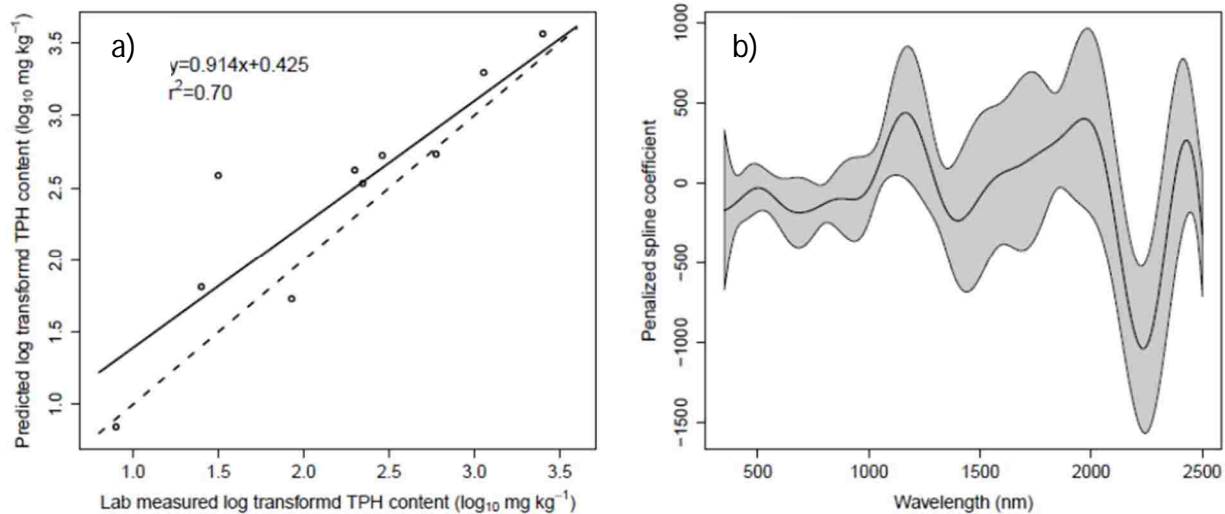 a)
y=0.914x+0.425
r²=0.70
Predicted log transformd TPH content (log₁₀ mg kg⁻¹)
3.5
3.0
2.5
2.0
1.5
1.0
1.0 1.5 2.0 2.5 3.0 3.5
Lab measured log transformd TPH content (log₁₀ mg kg⁻¹)
b)
Penalized spline coefficient
1000
500
0
−500
−1000
−1500
500 1000 1500 2000 2500
Wavelength (nm)